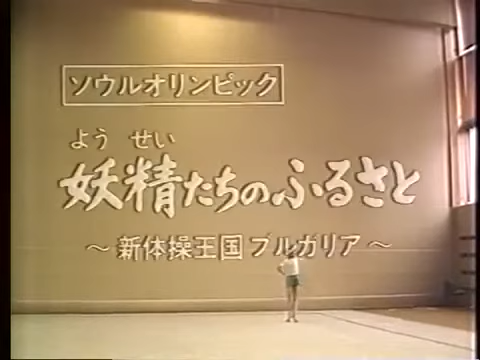 ソウルオリンピック
よう せい
妖精たちのふるさと
～新体操王国ブルガリア～